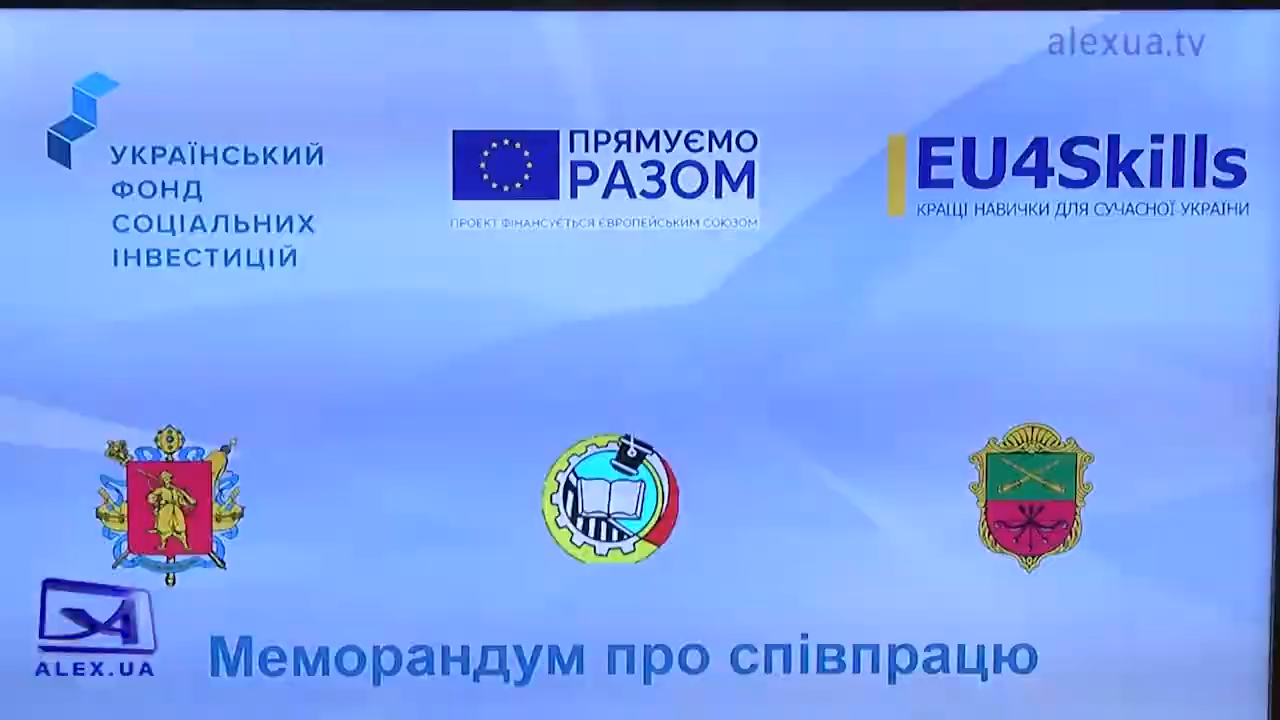 alexua.tv
УКРАЇНСЬКИЙ
ФОНД
СОЦІАЛЬНИХ
ІНВЕСТИЦІЙ
ПРЯМУЄМО
РАЗОМ
ПРОЕКТ ФІНАНСУЄТЬСЯ ЄВРОПЕЙСЬКИМ СОЮЗОМ
EU4Skills
КРАЩІ НАВИЧКИ ДЛЯ СУЧАСНОЇ УКРАЇНИ
ALEX.UA
Меморандум про співпрацю